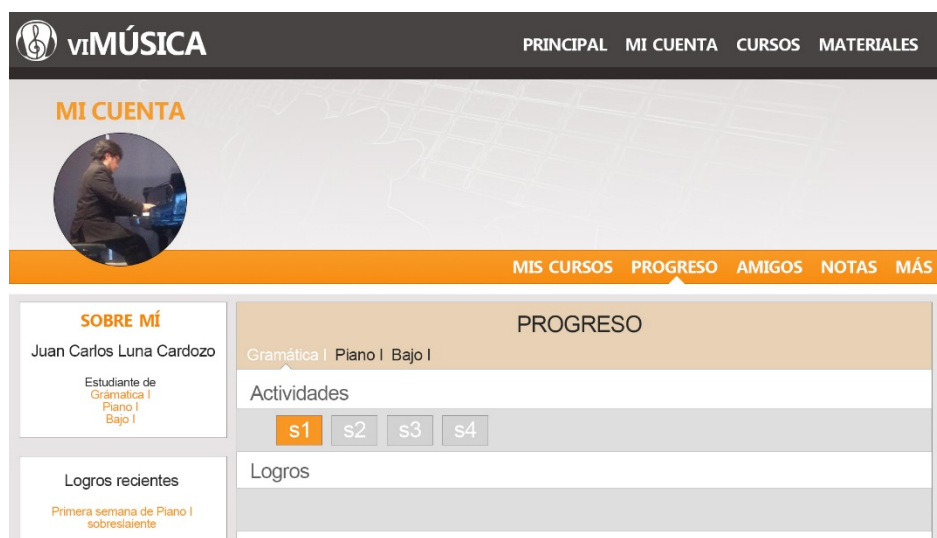 viMÚSICA
PRINCIPAL MI CUENTA CURSOS MATERIALES
MI CUENTA
MIS CURSOS PROGRESO AMIGOS NOTAS MÁS
SOBRE MÍ
Juan Carlos Luna Cardozo
Estudiante de
Grámatica I
Piano I
Bajo I
Logros recientes
Primera semana de Piano I
sobreslaiente
PROGRESO
Gramática I Piano I Bajo I
Actividades
s1 s2 s3 s4
Logros